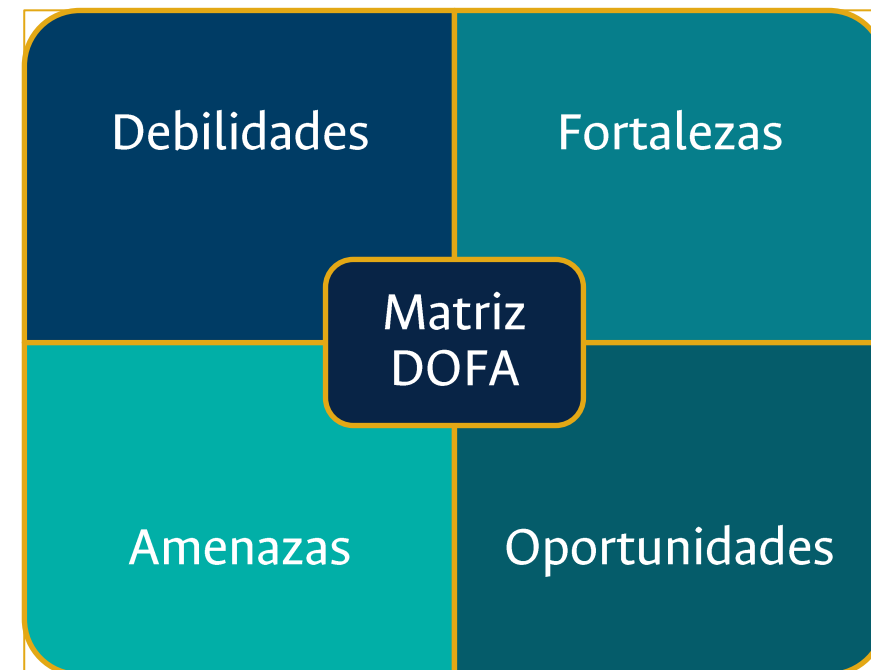 Debilidades
Fortalezas
Matriz
DOFA
Amenazas
Oportunidades